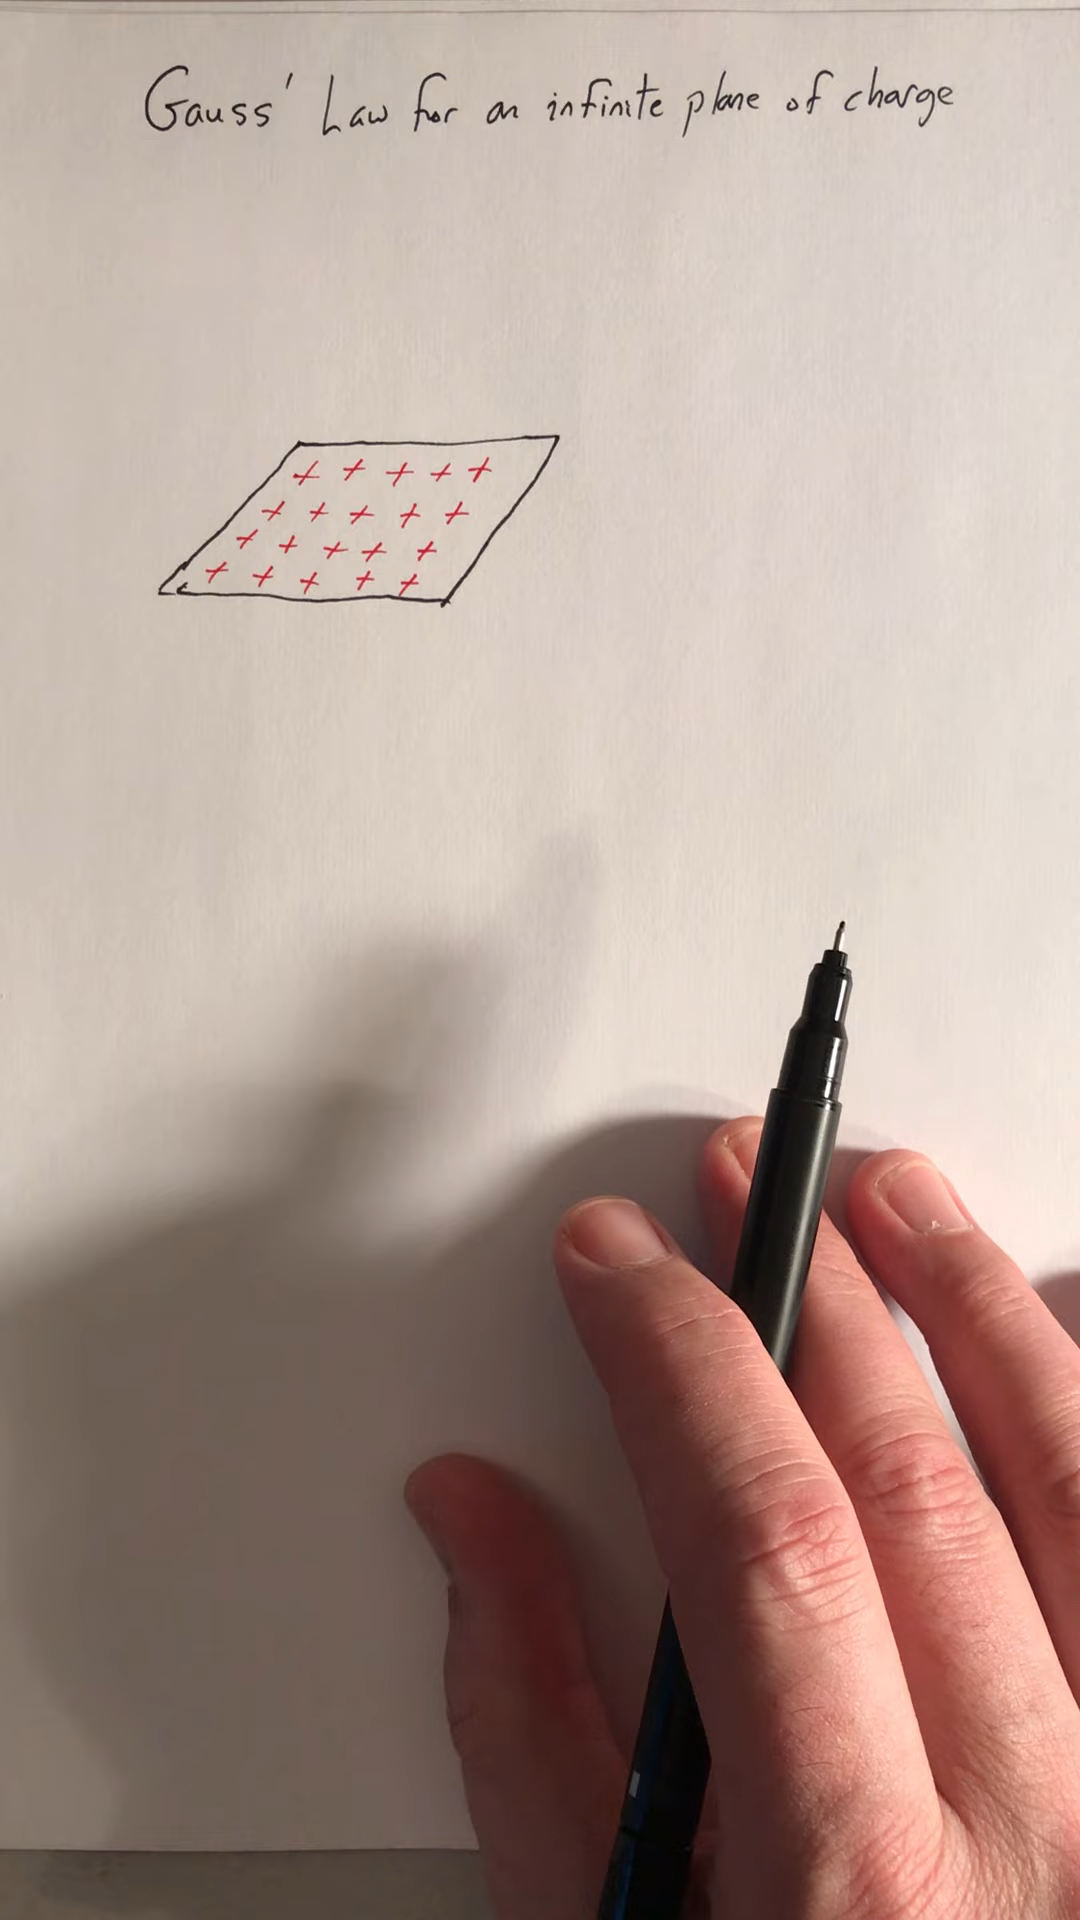 Gauss' Law for an infinite plane of charge
+ + + + +
+ + + + +
+ + + + +
+ + + + +